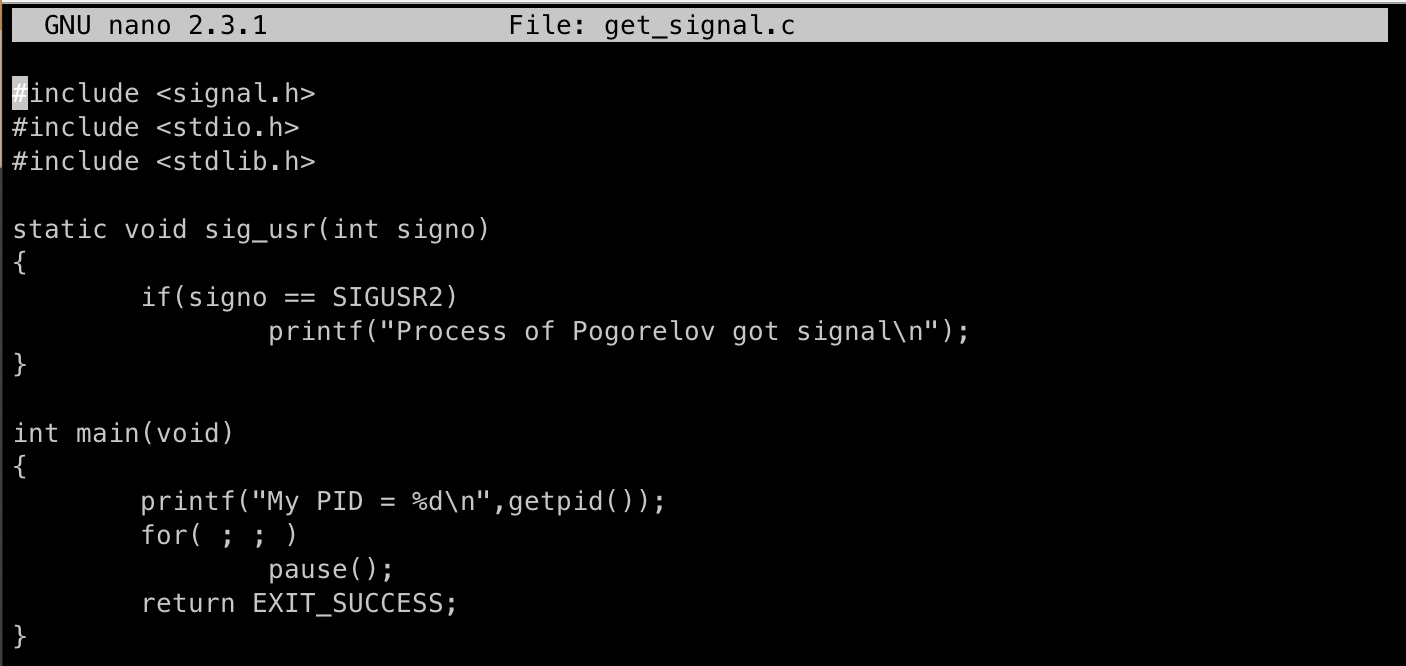 GNU nano 2.3.1 File: get_signal.c
#include <signal.h>
#include <stdio.h>
#include <stdlib.h>
static void sig_usr(int signo)
{
if(signo == SIGUSR2)
printf("Process of Pogorelov got signal\n");
}
int main(void)
{
printf("My PID = %d\n",getpid());
for( ; ; )
pause();
return EXIT_SUCCESS;
}